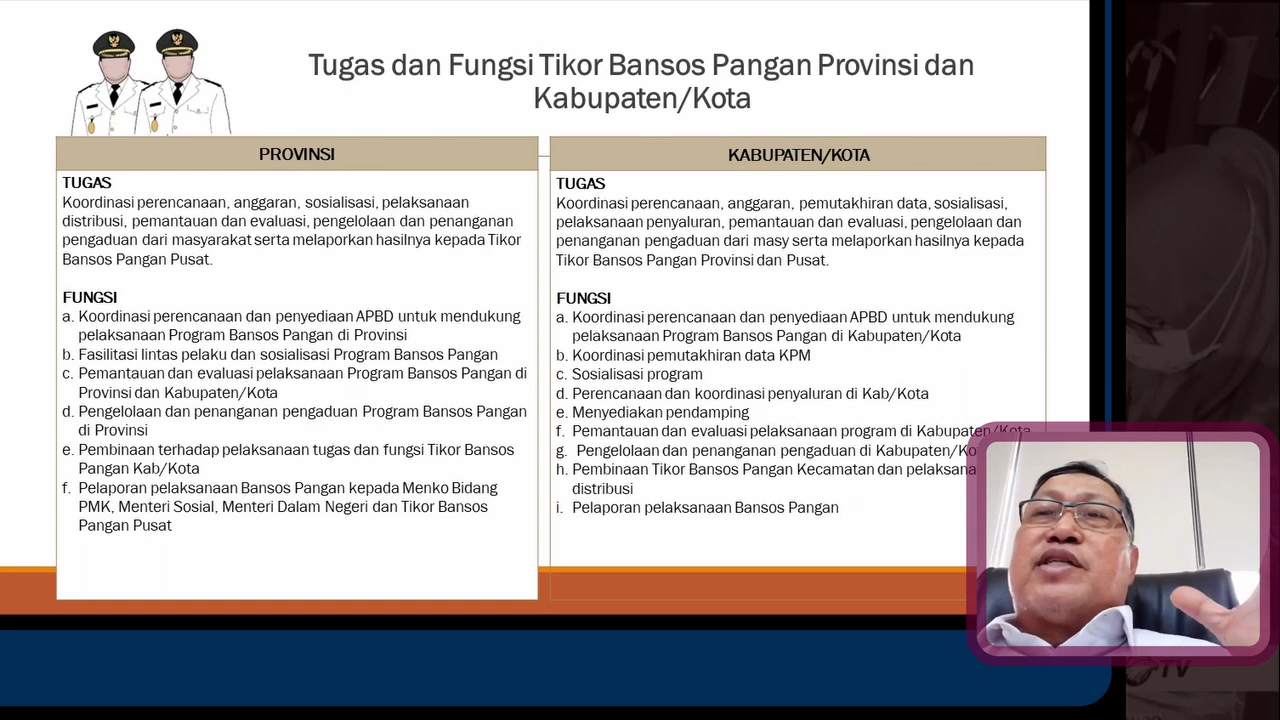 Tugas dan Fungsi Tikor Bansos Pangan Provinsi dan
Kabupaten/Kota
PROVINSI
TUGAS
Koordinasi perencanaan, anggaran, sosialisasi, pelaksanaan
distribusi, pemantauan dan evaluasi, pengelolaan dan penanganan
pengaduan dari masyarakat serta melaporkan hasilnya kepada Tikor
Bansos Pangan Pusat.
FUNGSI
a. Koordinasi perencanaan dan penyediaan APBD untuk mendukung
pelaksanaan Program Bansos Pangan di Provinsi
b. Fasilitasi lintas pelaku dan sosialisasi Program Bansos Pangan
c. Pemantauan dan evaluasi pelaksanaan Program Bansos Pangan di
Provinsi dan Kabupaten/Kota
d. Pengelolaan dan penanganan pengaduan Program Bansos Pangan
di Provinsi
e. Pembinaan terhadap pelaksanaan tugas dan fungsi Tikor Bansos
Pangan Kab/Kota
f. Pelaporan pelaksanaan Bansos Pangan kepada Menko Bidang
PMK, Menteri Sosial, Menteri Dalam Negeri dan Tikor Bansos
Pangan Pusat
KABUPATEN/KOTA
TUGAS
Koordinasi perencanaan, anggaran, pemutakhiran data, sosialisasi,
pelaksanaan penyaluran, pemantauan dan evaluasi, pengelolaan dan
penanganan pengaduan dari masy serta melaporkan hasilnya kepada
Tikor Bansos Pangan Provinsi dan Pusat.
FUNGSI
a. Koordinasi perencanaan dan penyediaan APBD untuk mendukung
pelaksanaan Program Bansos Pangan di Kabupaten/Kota
b. Koordinasi pemutakhiran data KPM
c. Sosialisasi program
d. Perencanaan dan koordinasi penyaluran di Kab/Kota
e. Menyediakan pendamping
f. Pemantauan dan evaluasi pelaksanaan program di Kabupaten/Kota
g. Pengelolaan dan penanganan pengaduan di Kabupaten/Ko
h. Pembinaan Tikor Bansos Pangan Kecamatan dan pelaksana
distribusi
i. Pelaporan pelaksanaan Bansos Pangan
TV